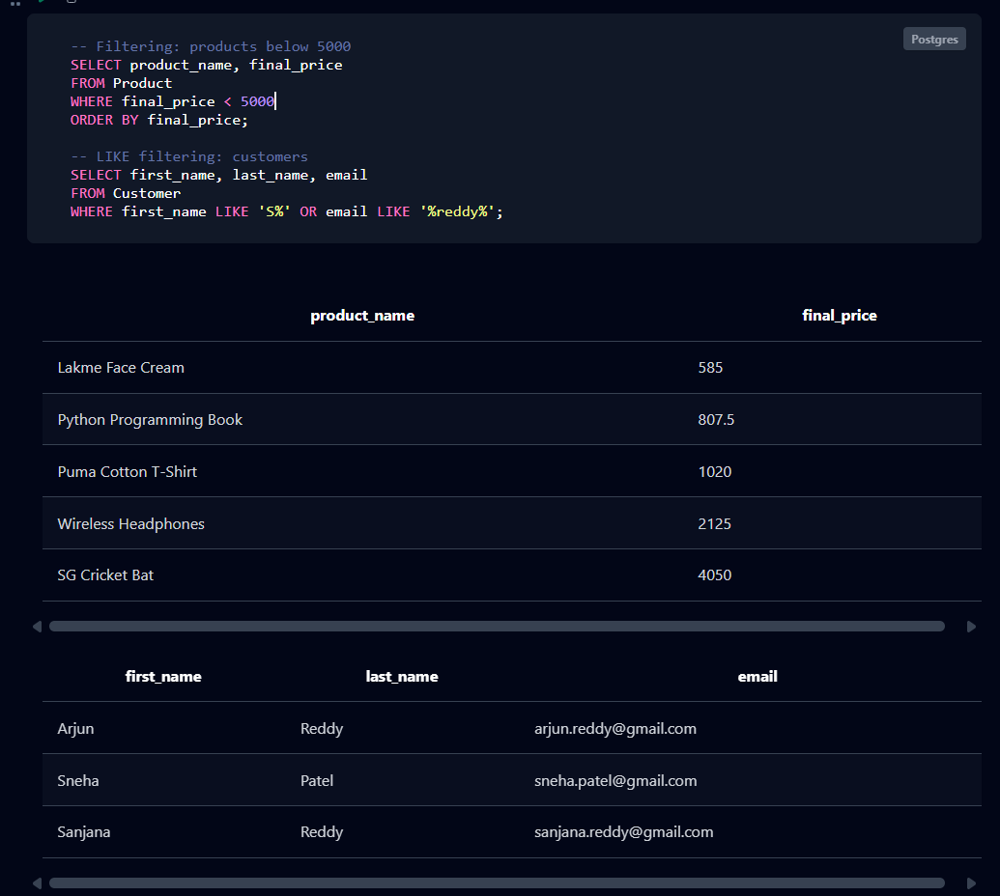 Postgres
-- Filtering: products below 5000
SELECT product_name, final_price
FROM Product
WHERE final_price < 5000
ORDER BY final_price;
-- LIKE filtering: customers
SELECT first_name, last_name, email
FROM Customer
WHERE first_name LIKE 'S%' OR email LIKE '%reddy%';
product_name final_price
Lakme Face Cream 585
Python Programming Book 807.5
Puma Cotton T-Shirt 1020
Wireless Headphones 2125
SG Cricket Bat 4050
first_name last_name email
Arjun Reddy arjun.reddy@gmail.com
Sneha Patel sneha.patel@gmail.com
Sanjana Reddy sanjana.reddy@gmail.com